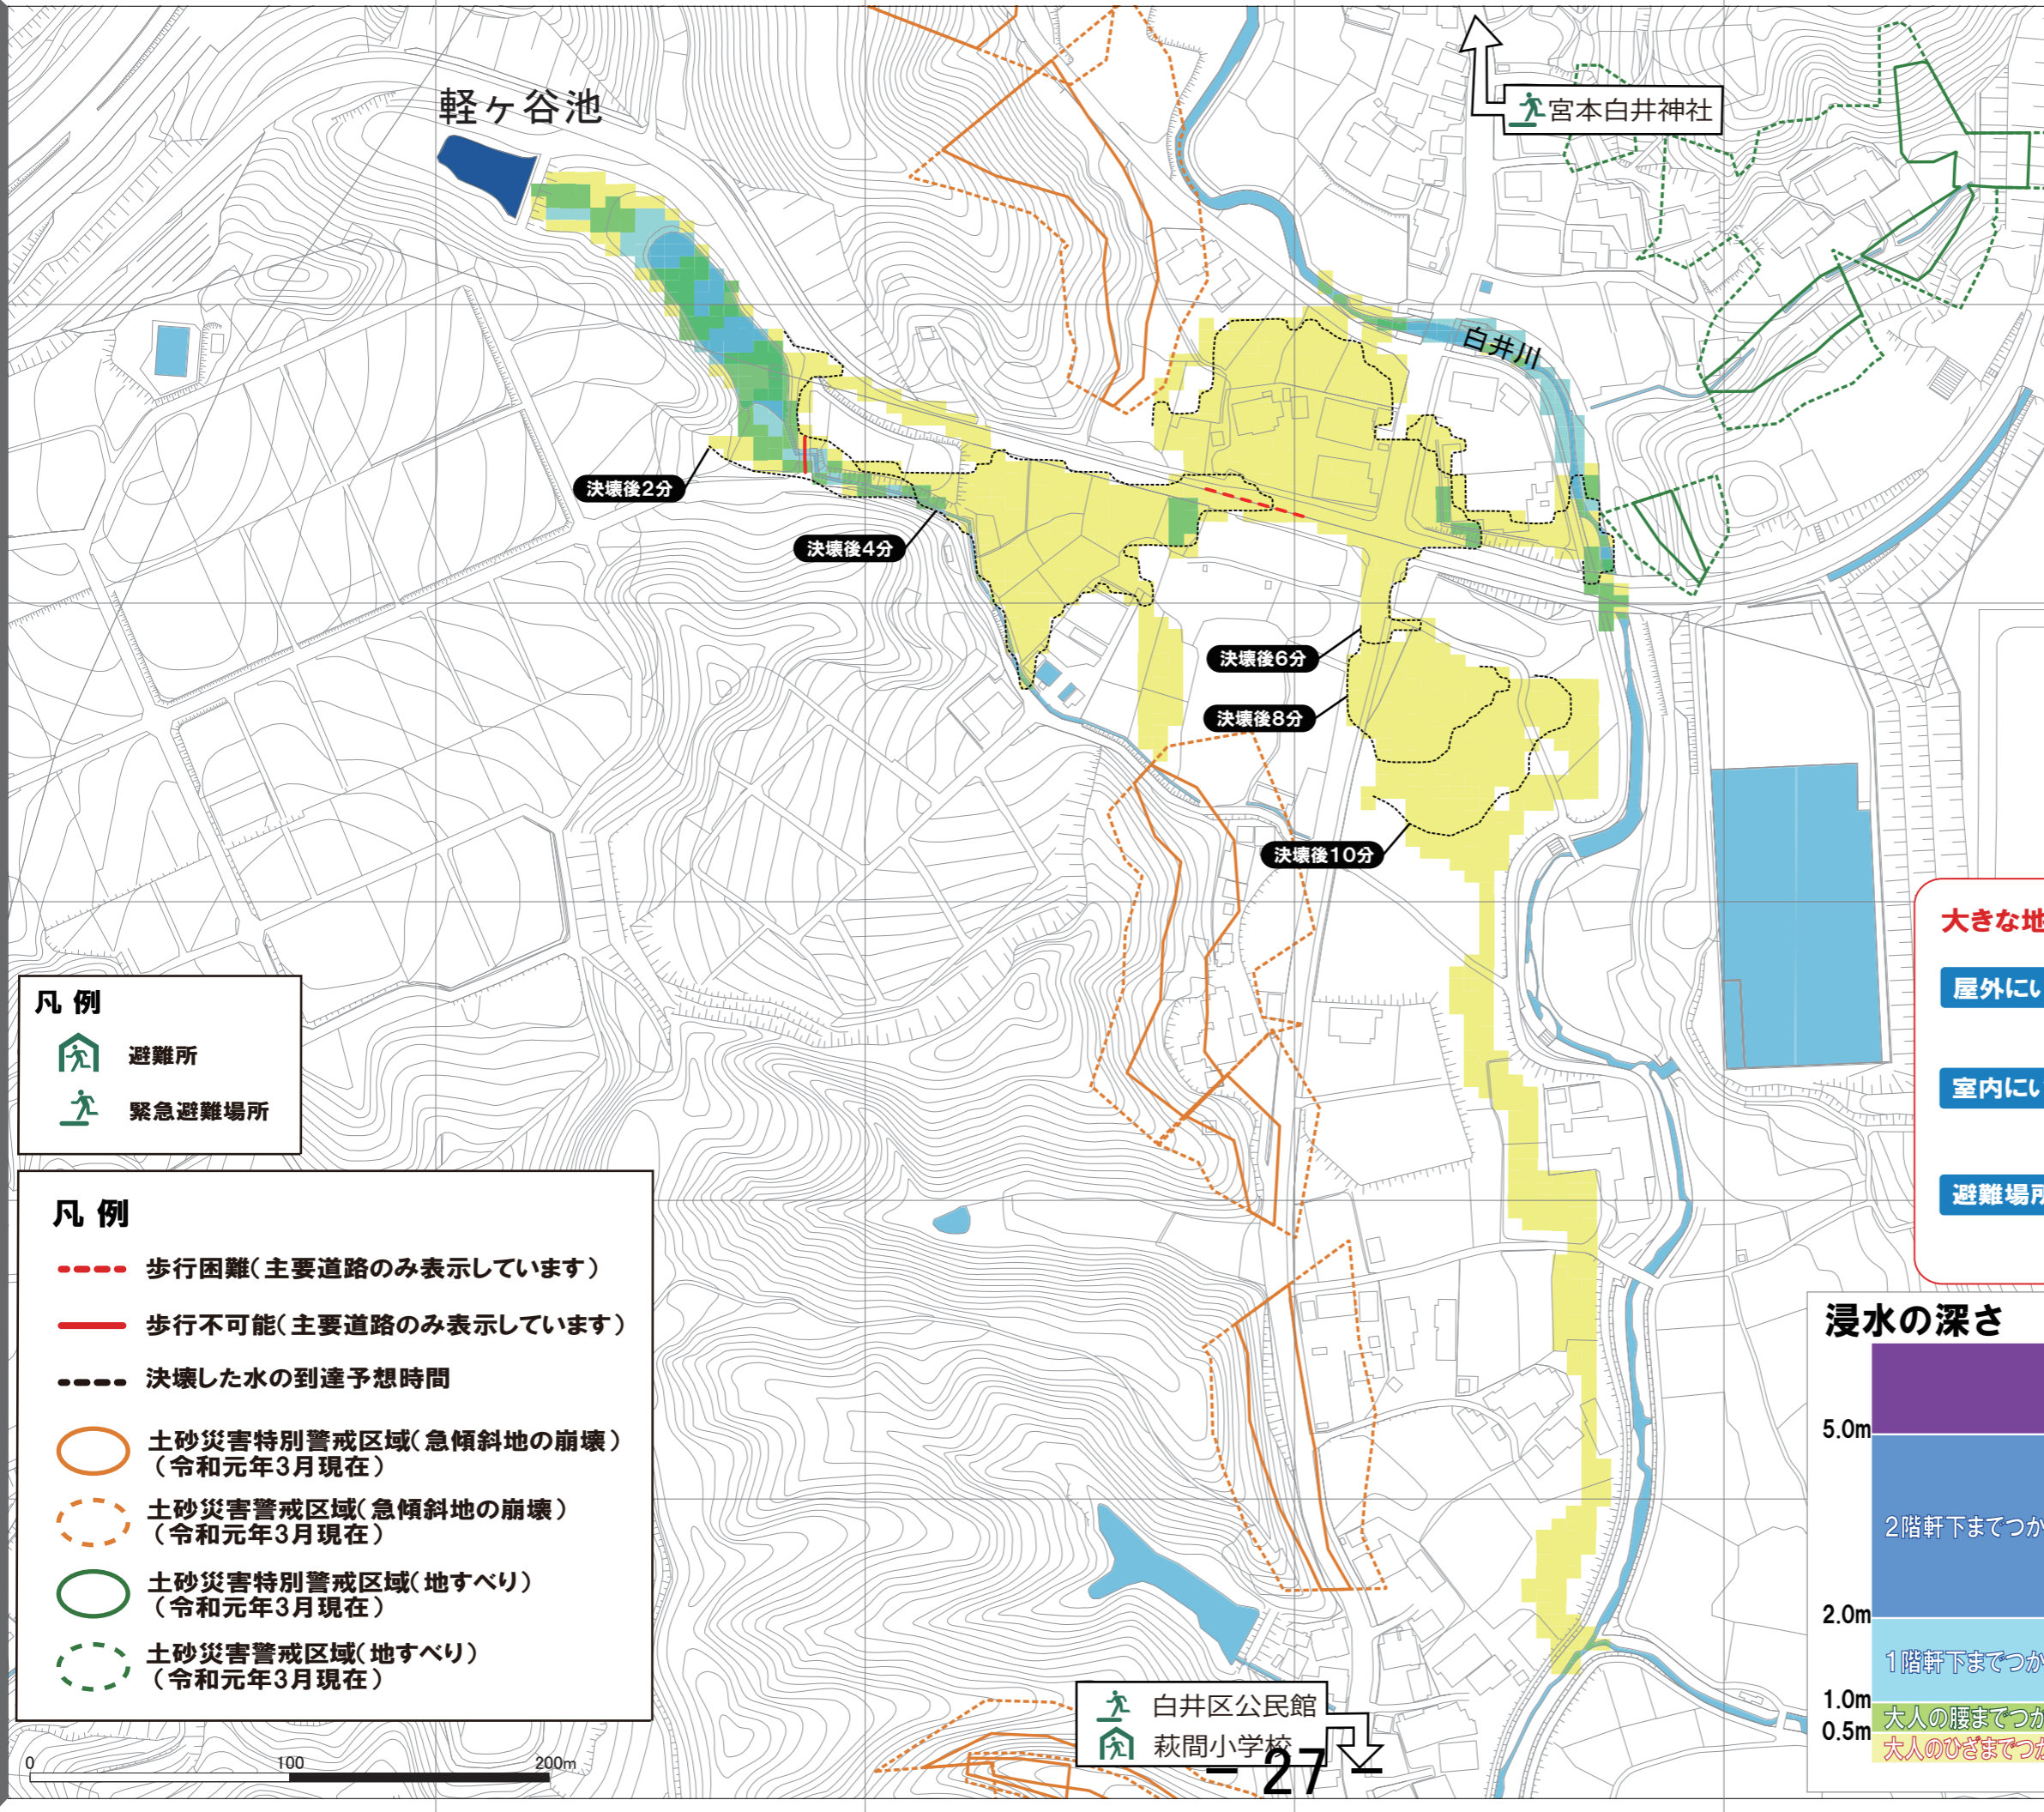 軽ヶ谷池
宮本白井神社
白井川
決壊後2分
決壊後4分
決壊後6分
決壊後8分
決壊後10分
大きな地
屋外にい
室内にい
避難場所
凡 例
避難所
緊急避難場所
凡 例
歩行困難(主要道路のみ表示しています)
歩行不可能(主要道路のみ表示しています)
決壊した水の到達予想時間
土砂災害特別警戒区域(急傾斜地の崩壊)
(令和元年3月現在)
土砂災害警戒区域(急傾斜地の崩壊)
(令和元年3月現在)
土砂災害特別警戒区域(地すべり)
(令和元年3月現在)
土砂災害警戒区域(地すべり)
(令和元年3月現在)
0 100 200m
白井区公民館
萩間小学校
- 27 -
浸水の深さ
5.0m
2階軒下までつか
2.0m
1階軒下までつか
1.0m
大人の腰までつか
0.5m
大人のひざまでつか